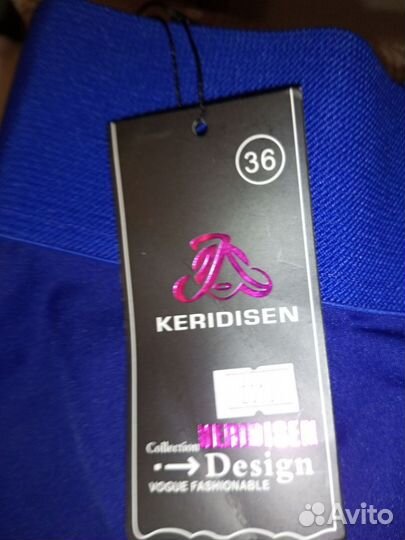 36
KERIDISEN
Collection KERIDISEN
Design
VOGUE FASHIONABLE
Avito